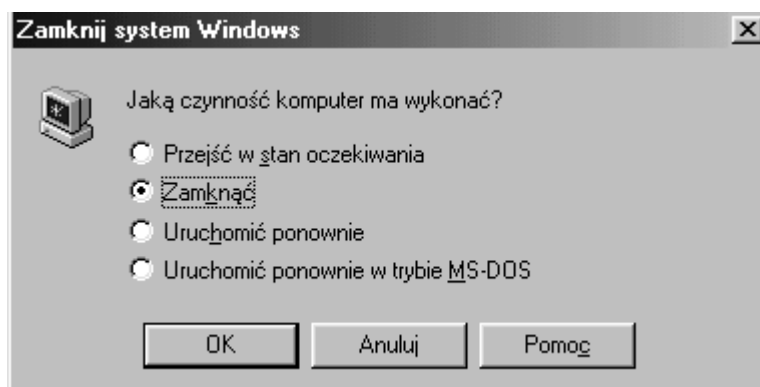 Zamknij system Windows
Jaką czynność komputer ma wykonać?
Przejść w stan oczekiwania
Zamknąć
Uruchomić ponownie
Uruchomić ponownie w trybie MS-DOS
OK Anuluj Pomoc